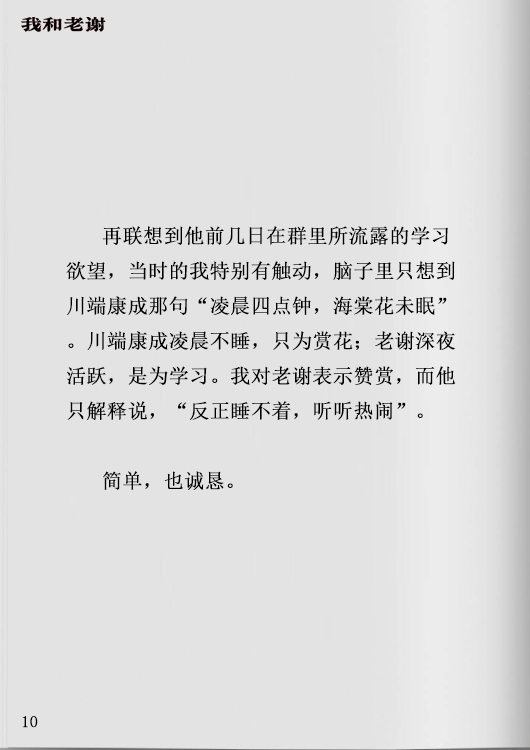 我和老谢
再联想到他前几日在群里所流露的学习
欲望，当时的我特别有触动，脑子里只想到
川端康成那句“凌晨四点钟，海棠花未眠”
。川端康成凌晨不睡，只为赏花；老谢深夜
活跃，是为学习。我对老谢表示赞赏，而他
只解释说，“反正睡不着，听听热闹”。
简单，也诚恳。
10